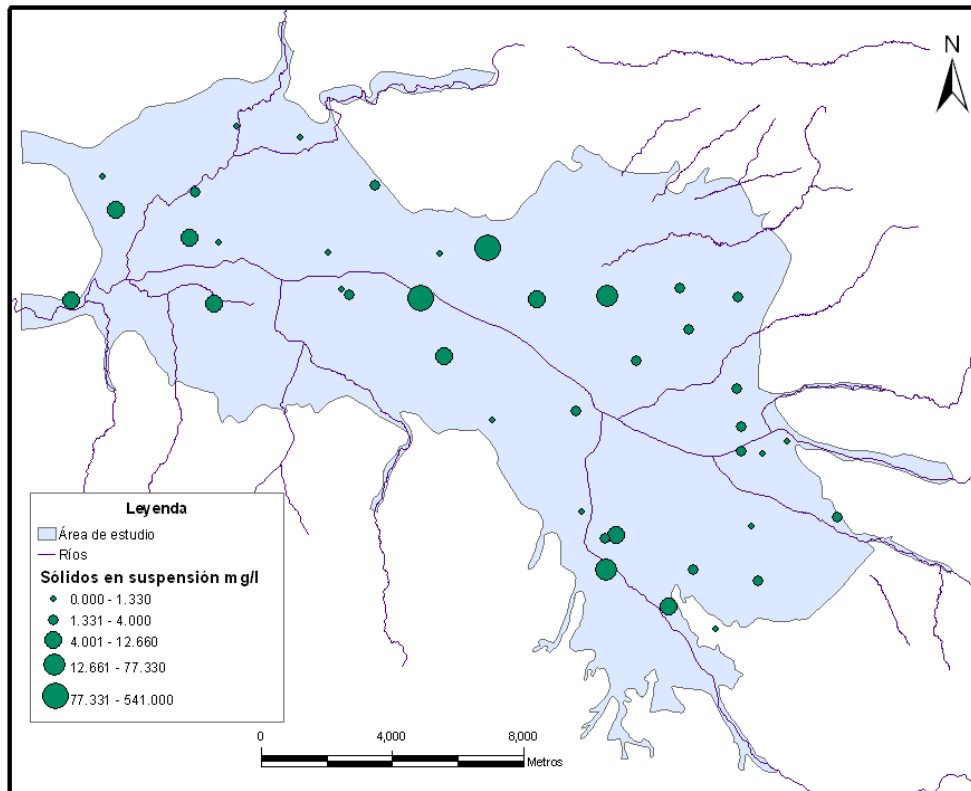 N
Leyenda
Área de estudio
Ríos
Sólidos en suspensión mg/l
0.000 - 1.330
1.331 - 4.000
4.001 - 12.660
12.661 - 77.330
77.331 - 541.000
0 4,000 8,000
Metros